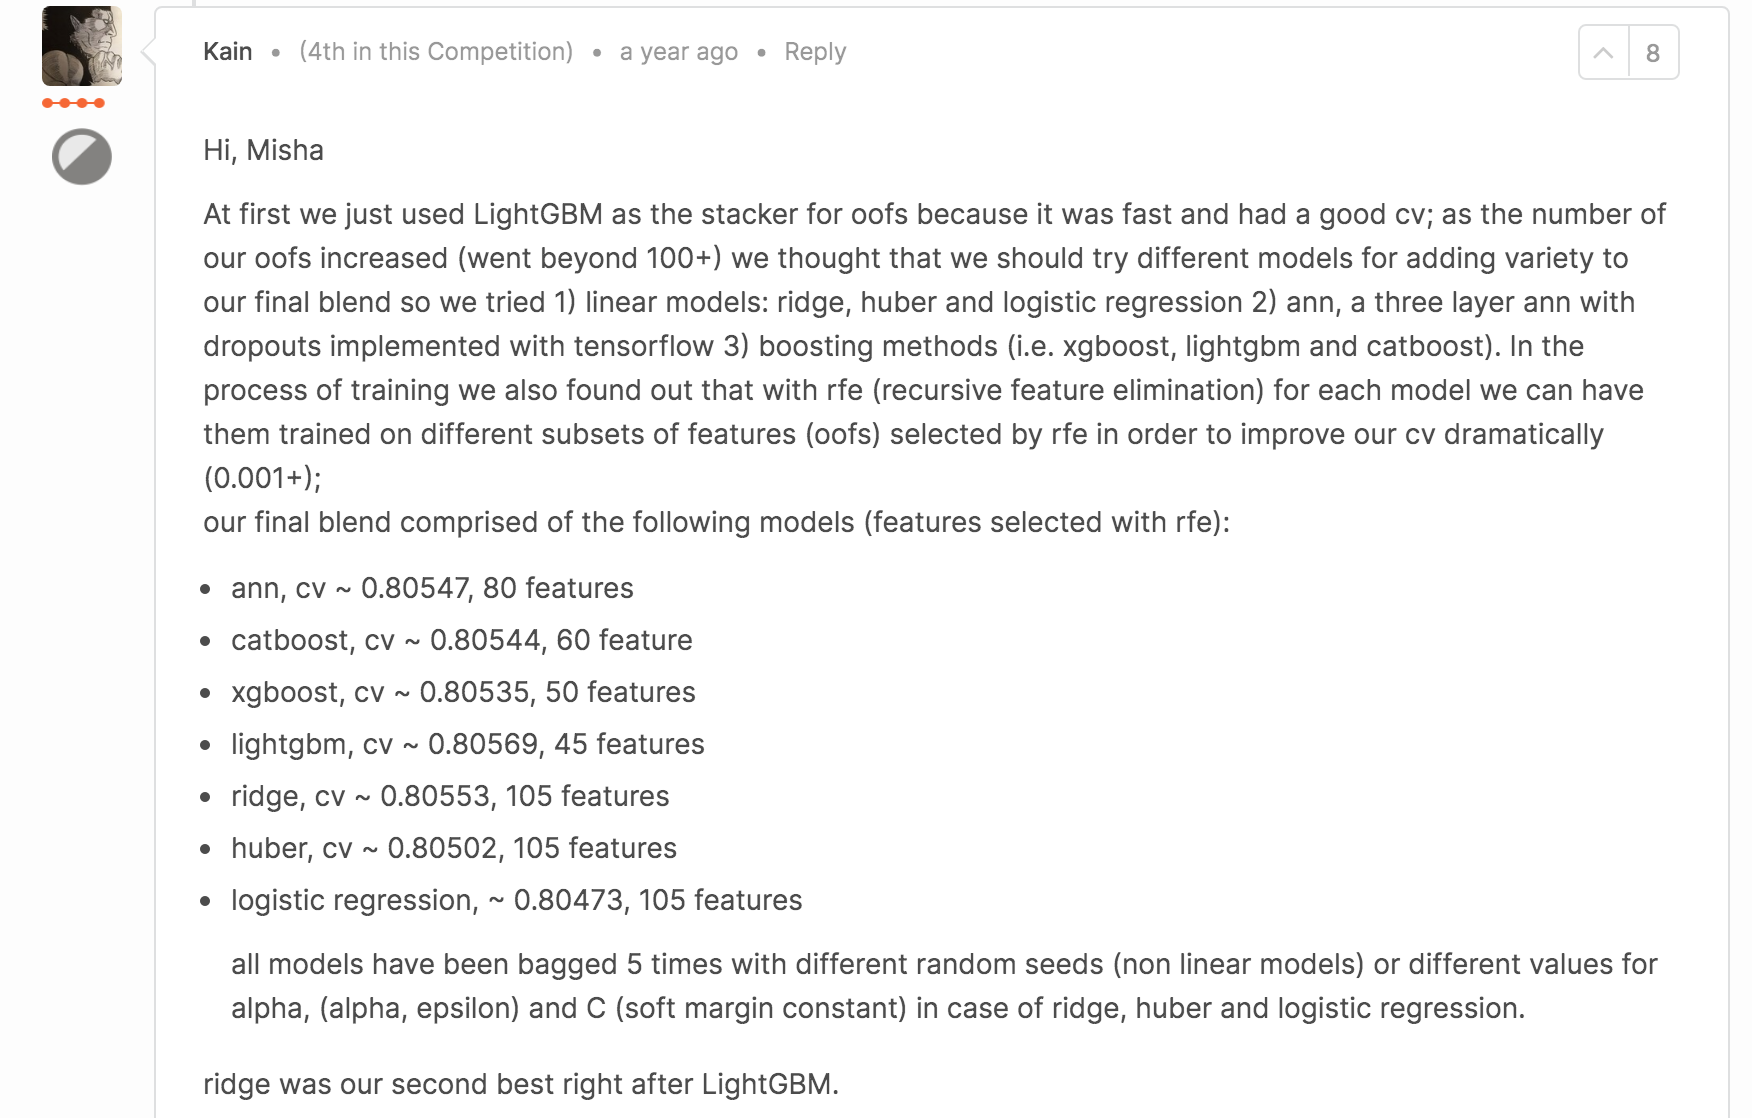 Kain • (4th in this Competition) • a year ago • Reply
8
Hi, Misha
At first we just used LightGBM as the stacker for oofs because it was fast and had a good cv; as the number of
our oofs increased (went beyond 100+) we thought that we should try different models for adding variety to
our final blend so we tried 1) linear models: ridge, huber and logistic regression 2) ann, a three layer ann with
dropouts implemented with tensorflow 3) boosting methods (i.e. xgboost, lightgbm and catboost). In the
process of training we also found out that with rfe (recursive feature elimination) for each model we can have
them trained on different subsets of features (oofs) selected by rfe in order to improve our cv dramatically
(0.001+);
our final blend comprised of the following models (features selected with rfe):
• ann, cv ~ 0.80547, 80 features
• catboost, cv ~ 0.80544, 60 feature
• xgboost, cv ~ 0.80535, 50 features
• lightgbm, cv ~ 0.80569, 45 features
• ridge, cv ~ 0.80553, 105 features
• huber, cv ~ 0.80502, 105 features
• logistic regression, ~ 0.80473, 105 features
all models have been bagged 5 times with different random seeds (non linear models) or different values for
alpha, (alpha, epsilon) and C (soft margin constant) in case of ridge, huber and logistic regression.
ridge was our second best right after LightGBM.